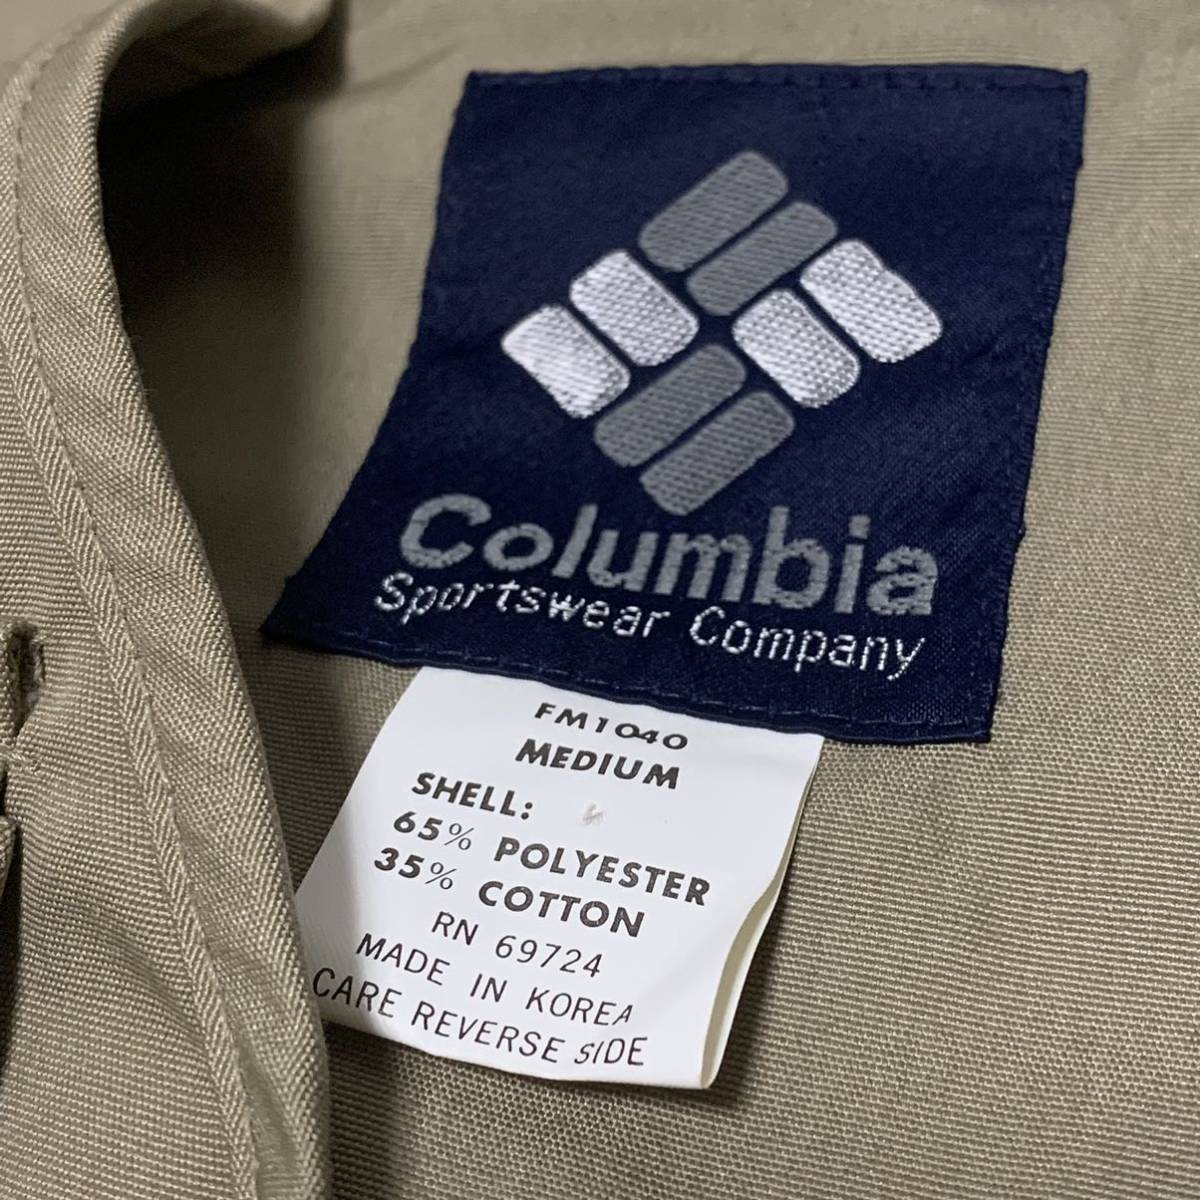 Columbia
Sportswear Company
FM1040
MEDIUM
SHELL:
65% POLYESTER
35% COTTON
RN 69724
MADE IN KOREA
CARE REVERSE SIDE